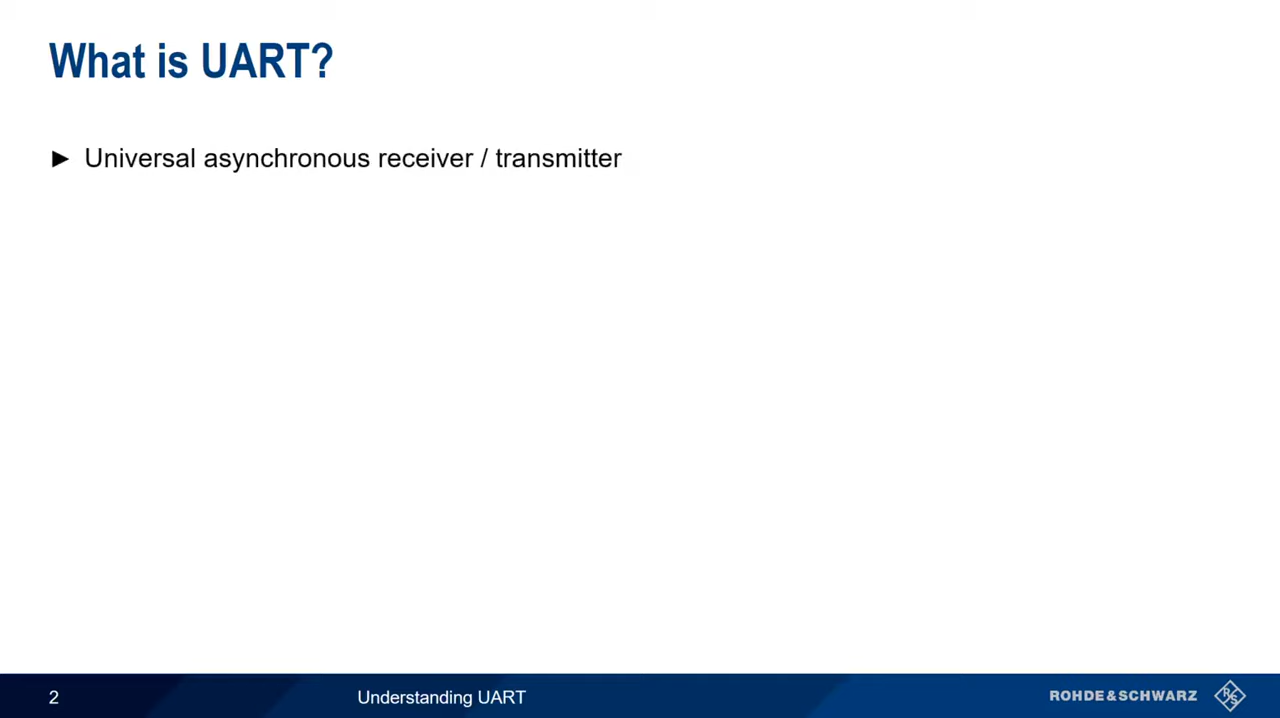 What is UART?
► Universal asynchronous receiver / transmitter
2
Understanding UART
ROHDE&SCHWARZ
R&S